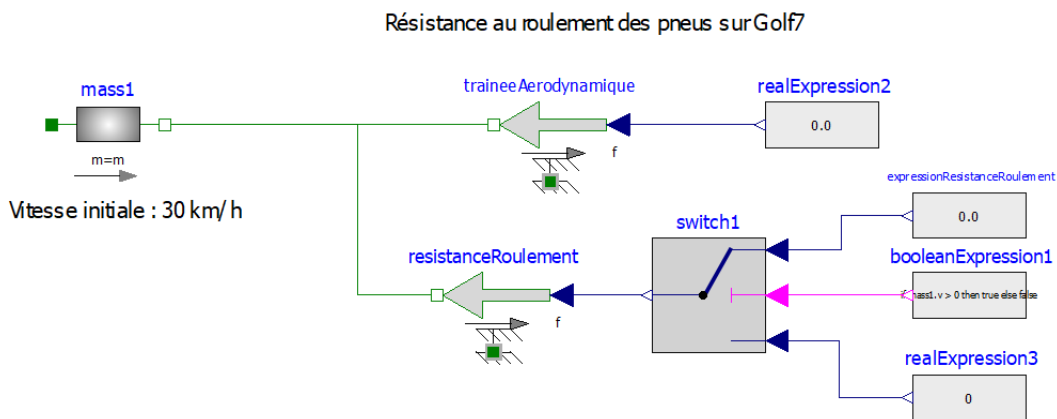 Résistance au roulement des pneus sur Golf7
mass1
traineeAerodynamique
realExpression2
0.0
m=m
f
Vitesse initiale : 30 km/h
expressionResistanceRoulement
0.0
switch1
resistanceRoulement
booleanExpression1
if mass1.v > 0 then true else false
f
realExpression3
0